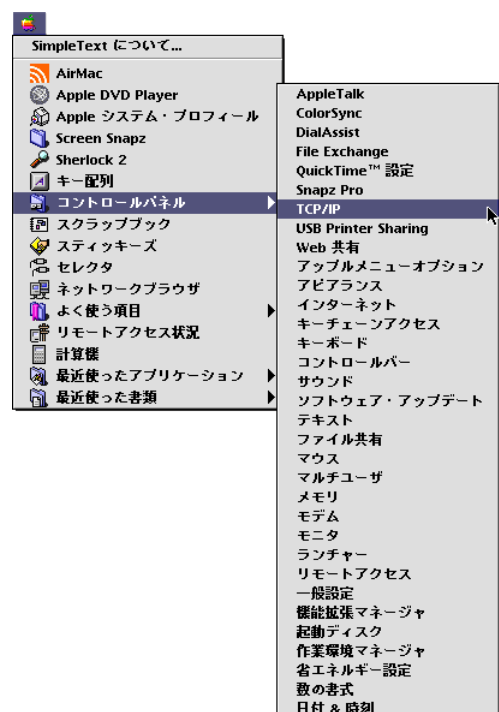 SimpleText について...
AirMac
Apple DVD Player
Apple システム・プロフィール
Screen Snapz
Sherlock 2
キー配列
コントロールパネル
スクラップブック
スティッキーズ
セレクタ
ネットワークブラウザ
よく使う項目
リモートアクセス状況
計算機
最近使ったアプリケーション
最近使った書類
AppleTalk
ColorSync
DialAssist
File Exchange
QuickTime™ 設定
Snapz Pro
TCP/IP
USB Printer Sharing
Web 共有
アップルメニューオプション
アピアランス
インターネット
キーチェーンアクセス
キーボード
コントロールバー
サウンド
ソフトウェア・アップデート
テキスト
ファイル共有
マウス
マルチユーザ
メモリ
モデム
モニタ
ランチャー
リモートアクセス
一般設定
機能拡張マネージャ
起動ディスク
作業環境マネージャ
省エネルギー設定
数の書式
日付 & 時刻